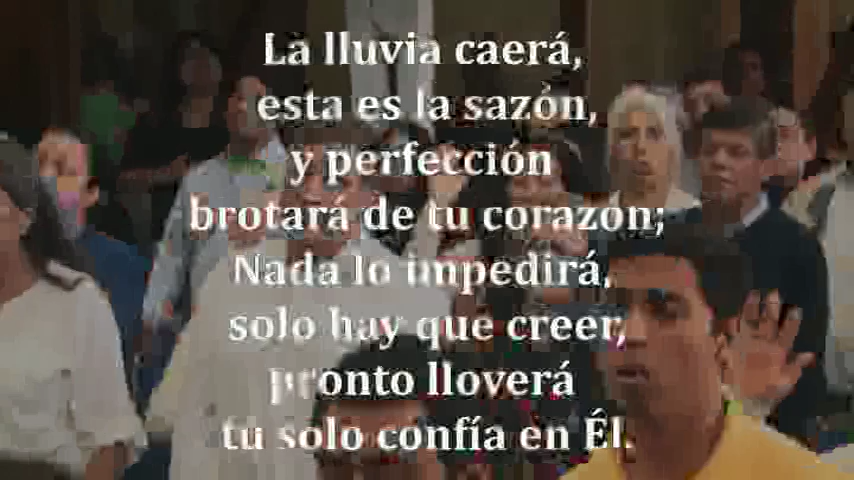 La lluvia caerá,
esta es la sazón,
y perfección
brotará de tu corazon;
Nada lo impedirá,
solo hay que creer,
pronto lloverá
tu solo confía en Él.